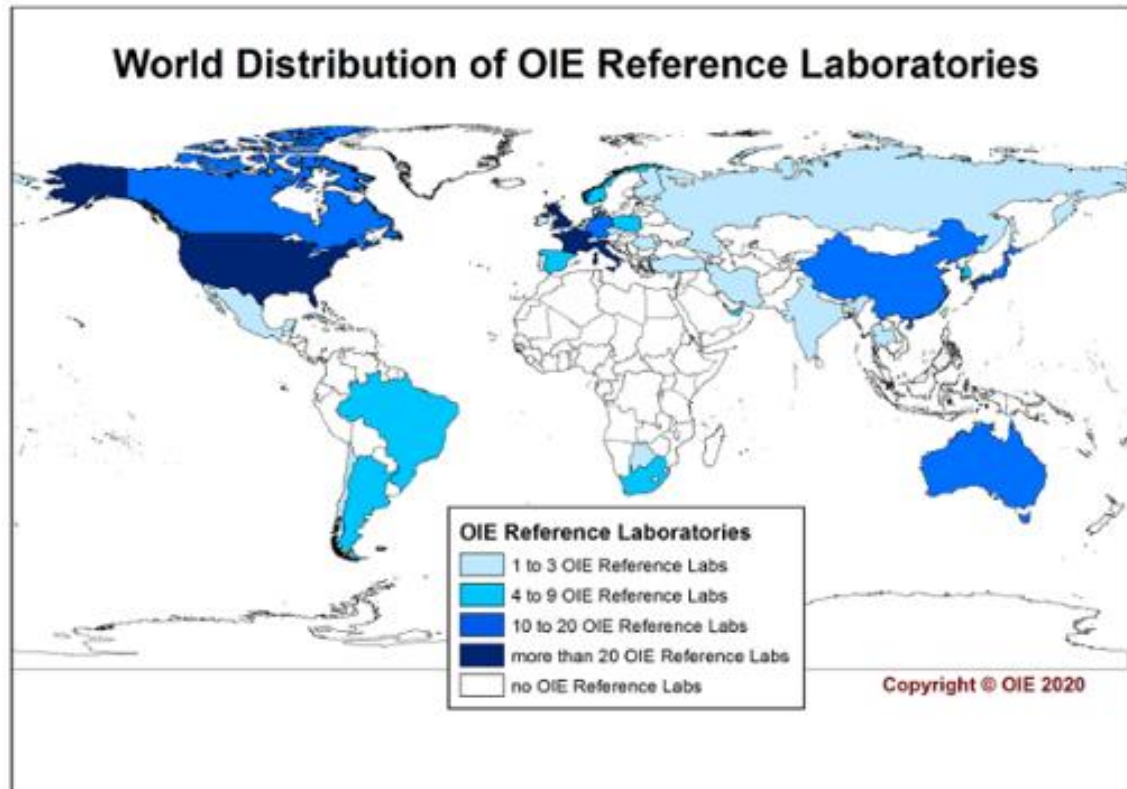 World Distribution of OIE Reference Laboratories
OIE Reference Laboratories
1 to 3 OIE Reference Labs
4 to 9 OIE Reference Labs
10 to 20 OIE Reference Labs
more than 20 OIE Reference Labs
no OIE Reference Labs
Copyright © OIE 2020